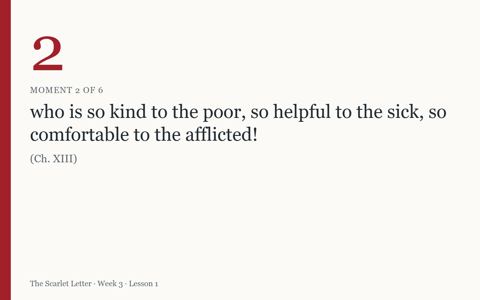 2
MOMENT 2 OF 6
who is so kind to the poor, so helpful to the sick, so
comfortable to the afflicted!
(Ch. XIII)
The Scarlet Letter · Week 3 · Lesson 1